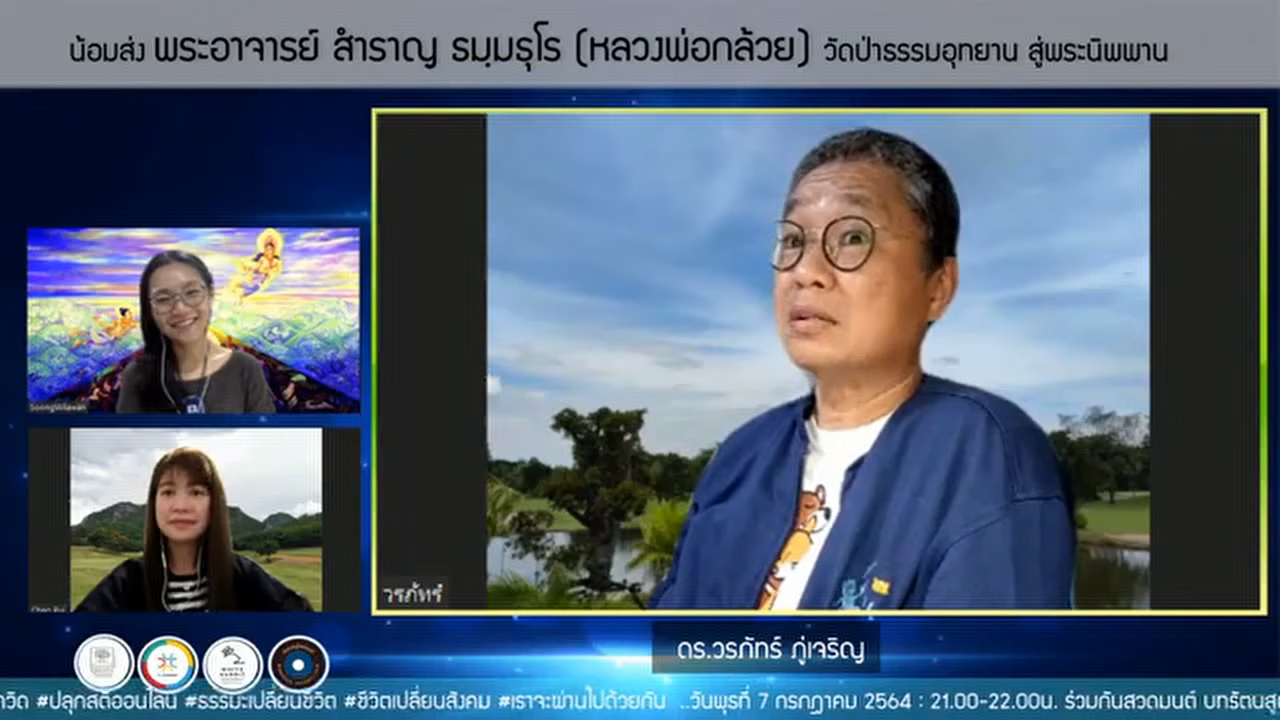 น้อมส่ง พระอาจารย์ สำราญ ธมฺมธุโร (หลวงพ่อกล้วย) วัดป่าธรรมอุทยาน สู่พระนิพพาน
SoongWilawan
วรภัทร์
ดร.วรภัทร์ ภู่เจริญ
#ปลุกสติออนไลน์ #ธรรมะเปลี่ยนชีวิต #ชีวิตเปลี่ยนสังคม #เราจะผ่านไปด้วยกัน ..วันพุธที่ 7 กรกฎาคม 2564 : 21.00-22.00น. ร่วมกันสวดมนต์ บทรัตนสู